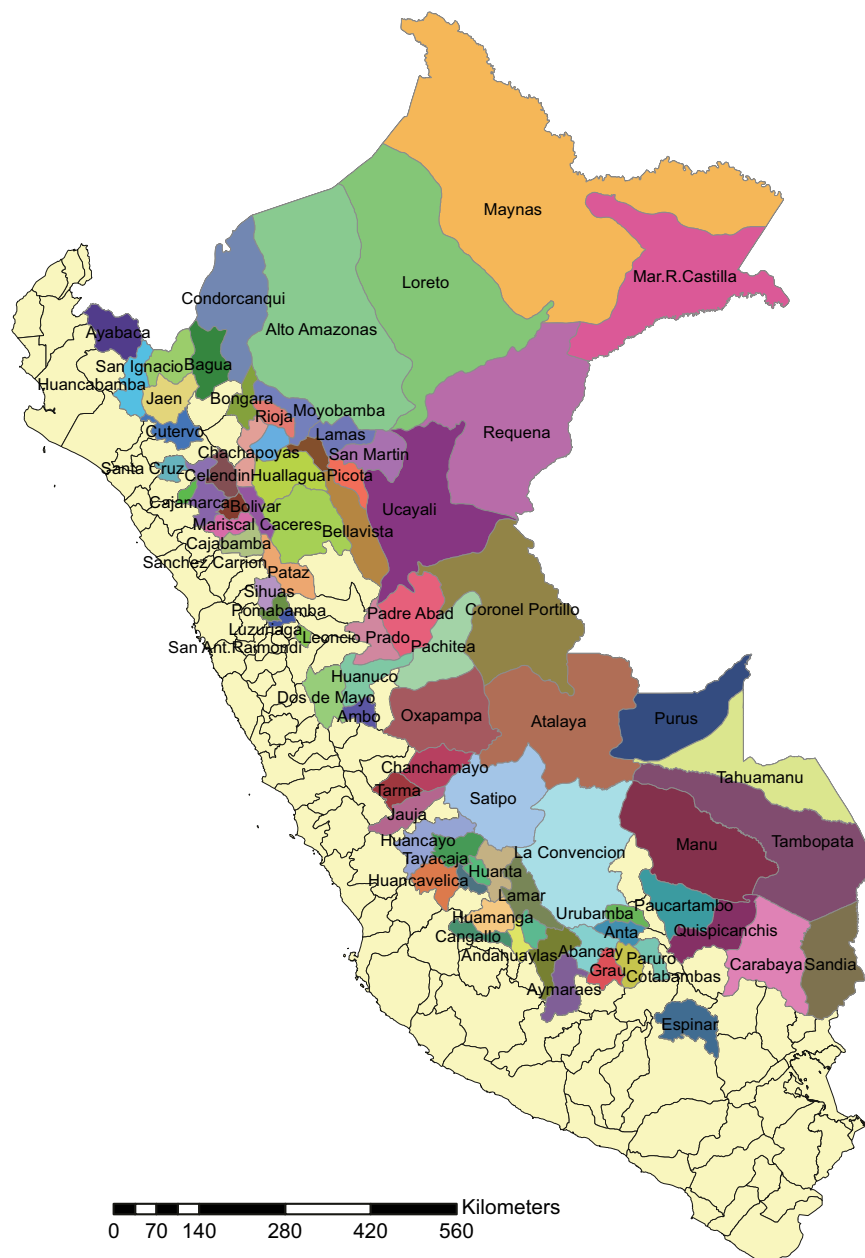 Maynas
Mar.R.Castilla
Loreto
Condorcanqui
Alto Amazonas
Ayabaca
San Ignacio
Bagua
Huancabamba
Jaen
Bongara
Rioja
Moyobamba
Requena
Cutervo
Lamas
Chachapoyas
San Martin
Santa Cruz
Celendin
Huallagua
Picota
Ucayali
Cajamarca
Bolivar
Mariscal Caceres
Bellavista
Cajabamba
Sanchez Carrion
Pataz
Sihuas
Coronel Portillo
Pomabamba
Padre Abad
Luzuriaga
Leoncio Prado
San Ant.Raimondi
Pachitea
Huanuco
Dos de Mayo
Ambo
Oxapampa
Atalaya
Purus
Chanchamayo
Tahuamanu
Tarma
Satipo
Jauja
Huancayo
Tambopata
Manu
La Convencion
Tayacaja
Huanta
Huancavelica
Lamar
Paucartambo
Huamanga
Urubamba
Cangallo
Anta
Quispicanchis
Andahuaylas
Abancay
Paruro
Carabaya
Sandia
Grau
Cotabambas
Aymaraes
Espinar
Kilometers
0 70 140 280 420 560